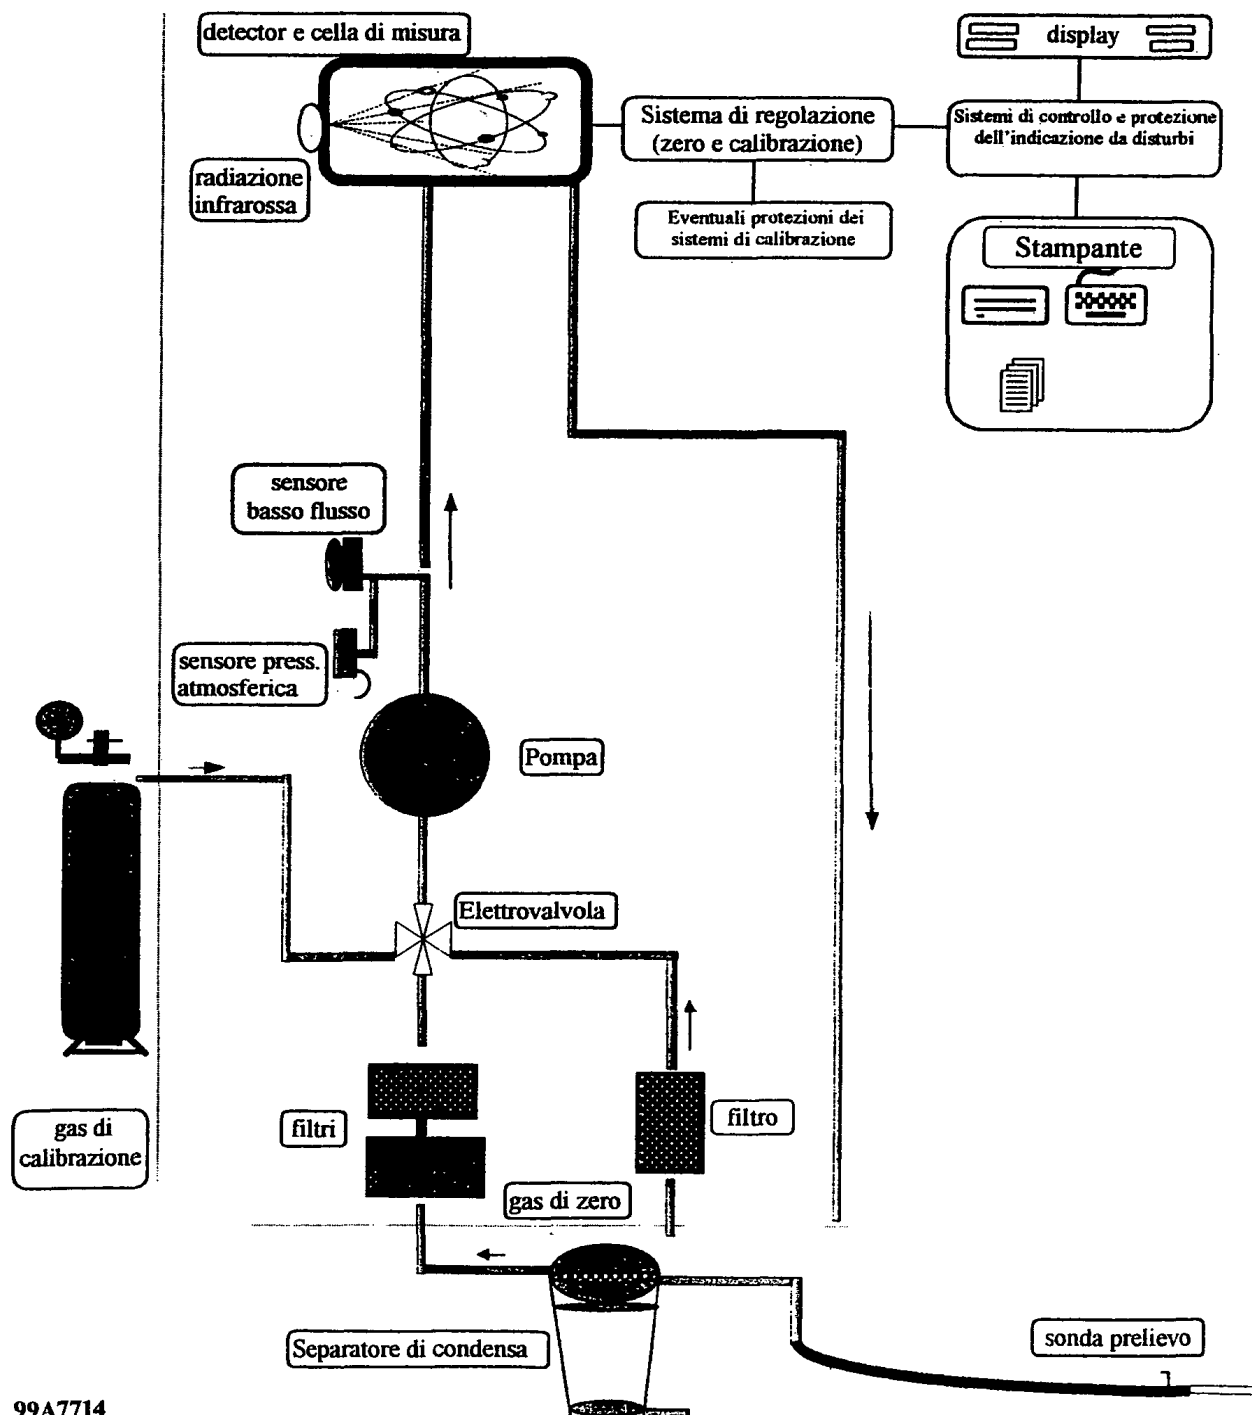 detector e cella di misura
display
Sistema di regolazione
(zero e calibrazione)
Sistemi di controllo e protezione
dell'indicazione da disturbi
radiazione
infrarossa
Eventuali protezioni dei
sistemi di calibrazione
Stampante
sensore
basso flusso
sensore press.
atmosferica
Pompa
Elettrovalvola
gas di
calibrazione
filtri
filtro
gas di zero
Separatore di condensa
sonda prelievo
99A7714